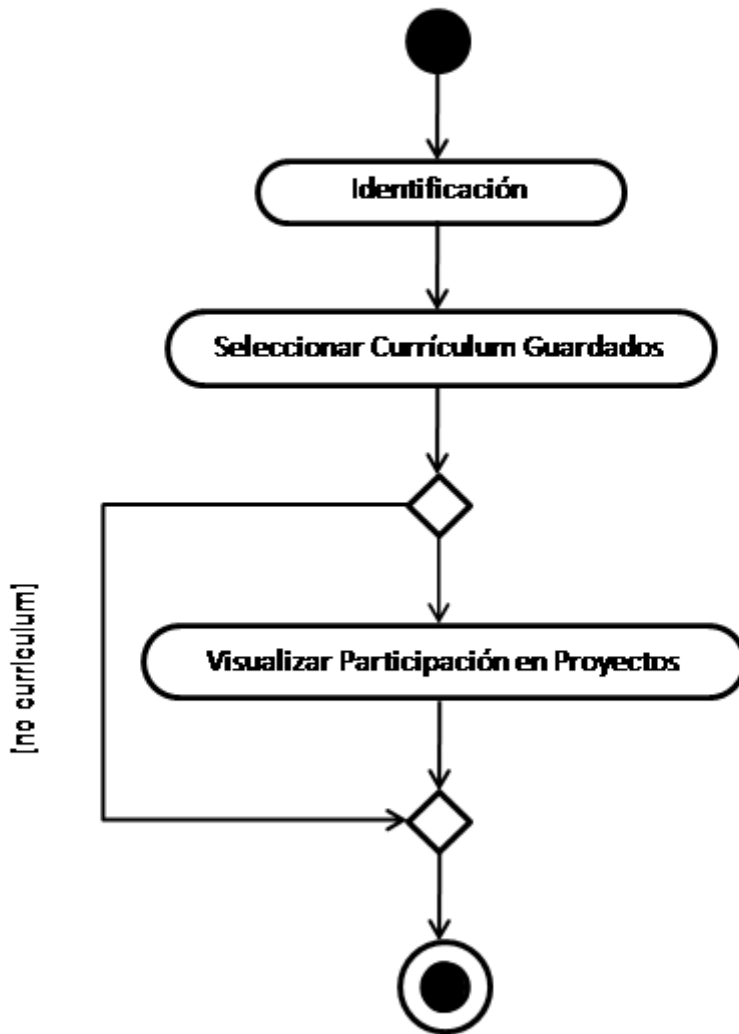 Identificación
Seleccionar Currículum Guardados
[no curriculum]
Visualizar Participación en Proyectos